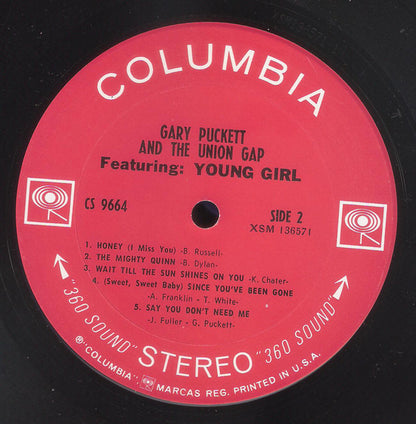 COLUMBIA
GARY PUCKETT
AND THE UNION GAP
Featuring: YOUNG GIRL
CS 9664
SIDE 2
XSM 136571
1. HONEY (I Miss You) -B. Russell-
2. THE MIGHTY QUINN -B. Dylan-
3. WAIT TILL THE SUN SHINES ON YOU -K. Chater-
4. (Sweet, Sweet Baby) SINCE YOU'VE BEEN GONE
-A. Franklin - T. White-
5. SAY YOU DON'T NEED ME
-J. Fuller - G. Puckett-
"360 SOUND" STEREO "360 SOUND"
® "COLUMBIA" MARCAS REG. PRINTED IN U.S.A.